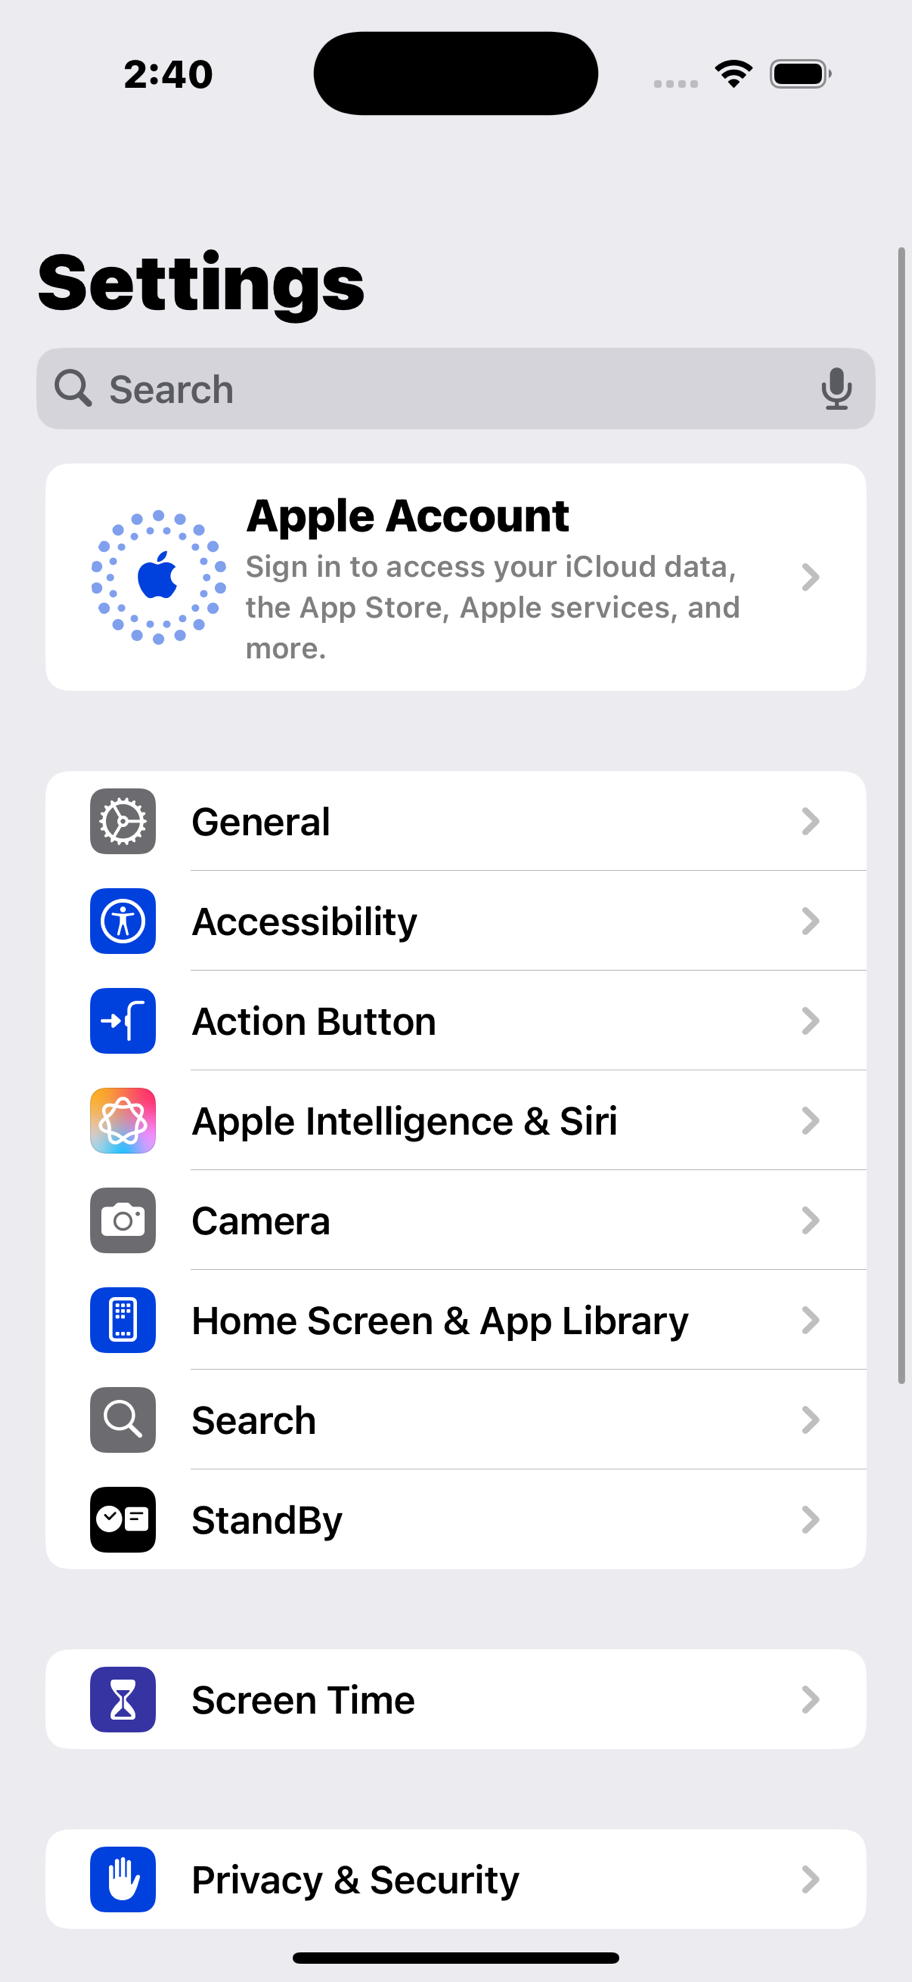 2:40
Settings
Search
Apple Account
Sign in to access your iCloud data,
the App Store, Apple services, and
more.
General
Accessibility
Action Button
Apple Intelligence & Siri
Camera
Home Screen & App Library
Search
StandBy
Screen Time
Privacy & Security